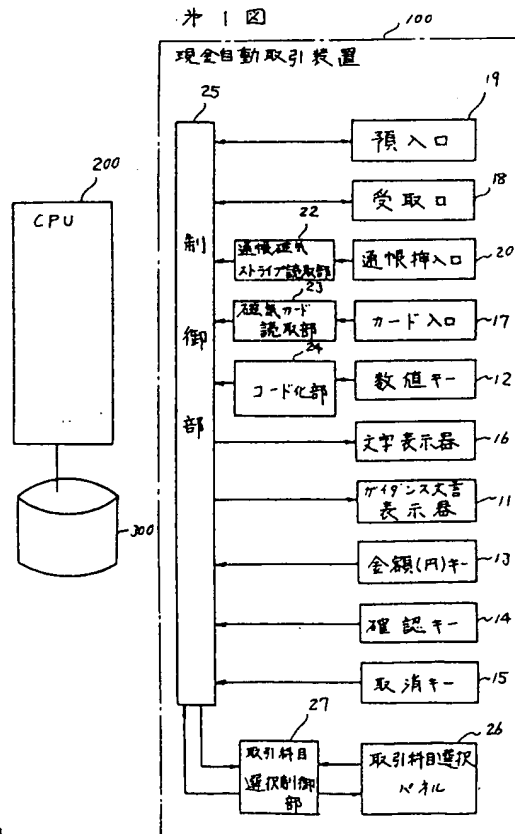 第1図
100
現金自動取引装置
25
19
預入口
200
CPU
18
受取口
制御部
22
通帳磁気
ストライプ読取部
通帳挿入口
20
23
磁気カード
読取部
カード入口
17
24
コード化部
数値キー
12
文字表示器
16
ガイダンス文言
表示器
11
300
金額(円)キー
13
確認キー
14
取消キー
15
27
取引科目
選択制御
部
26
取引科目選択
パネル